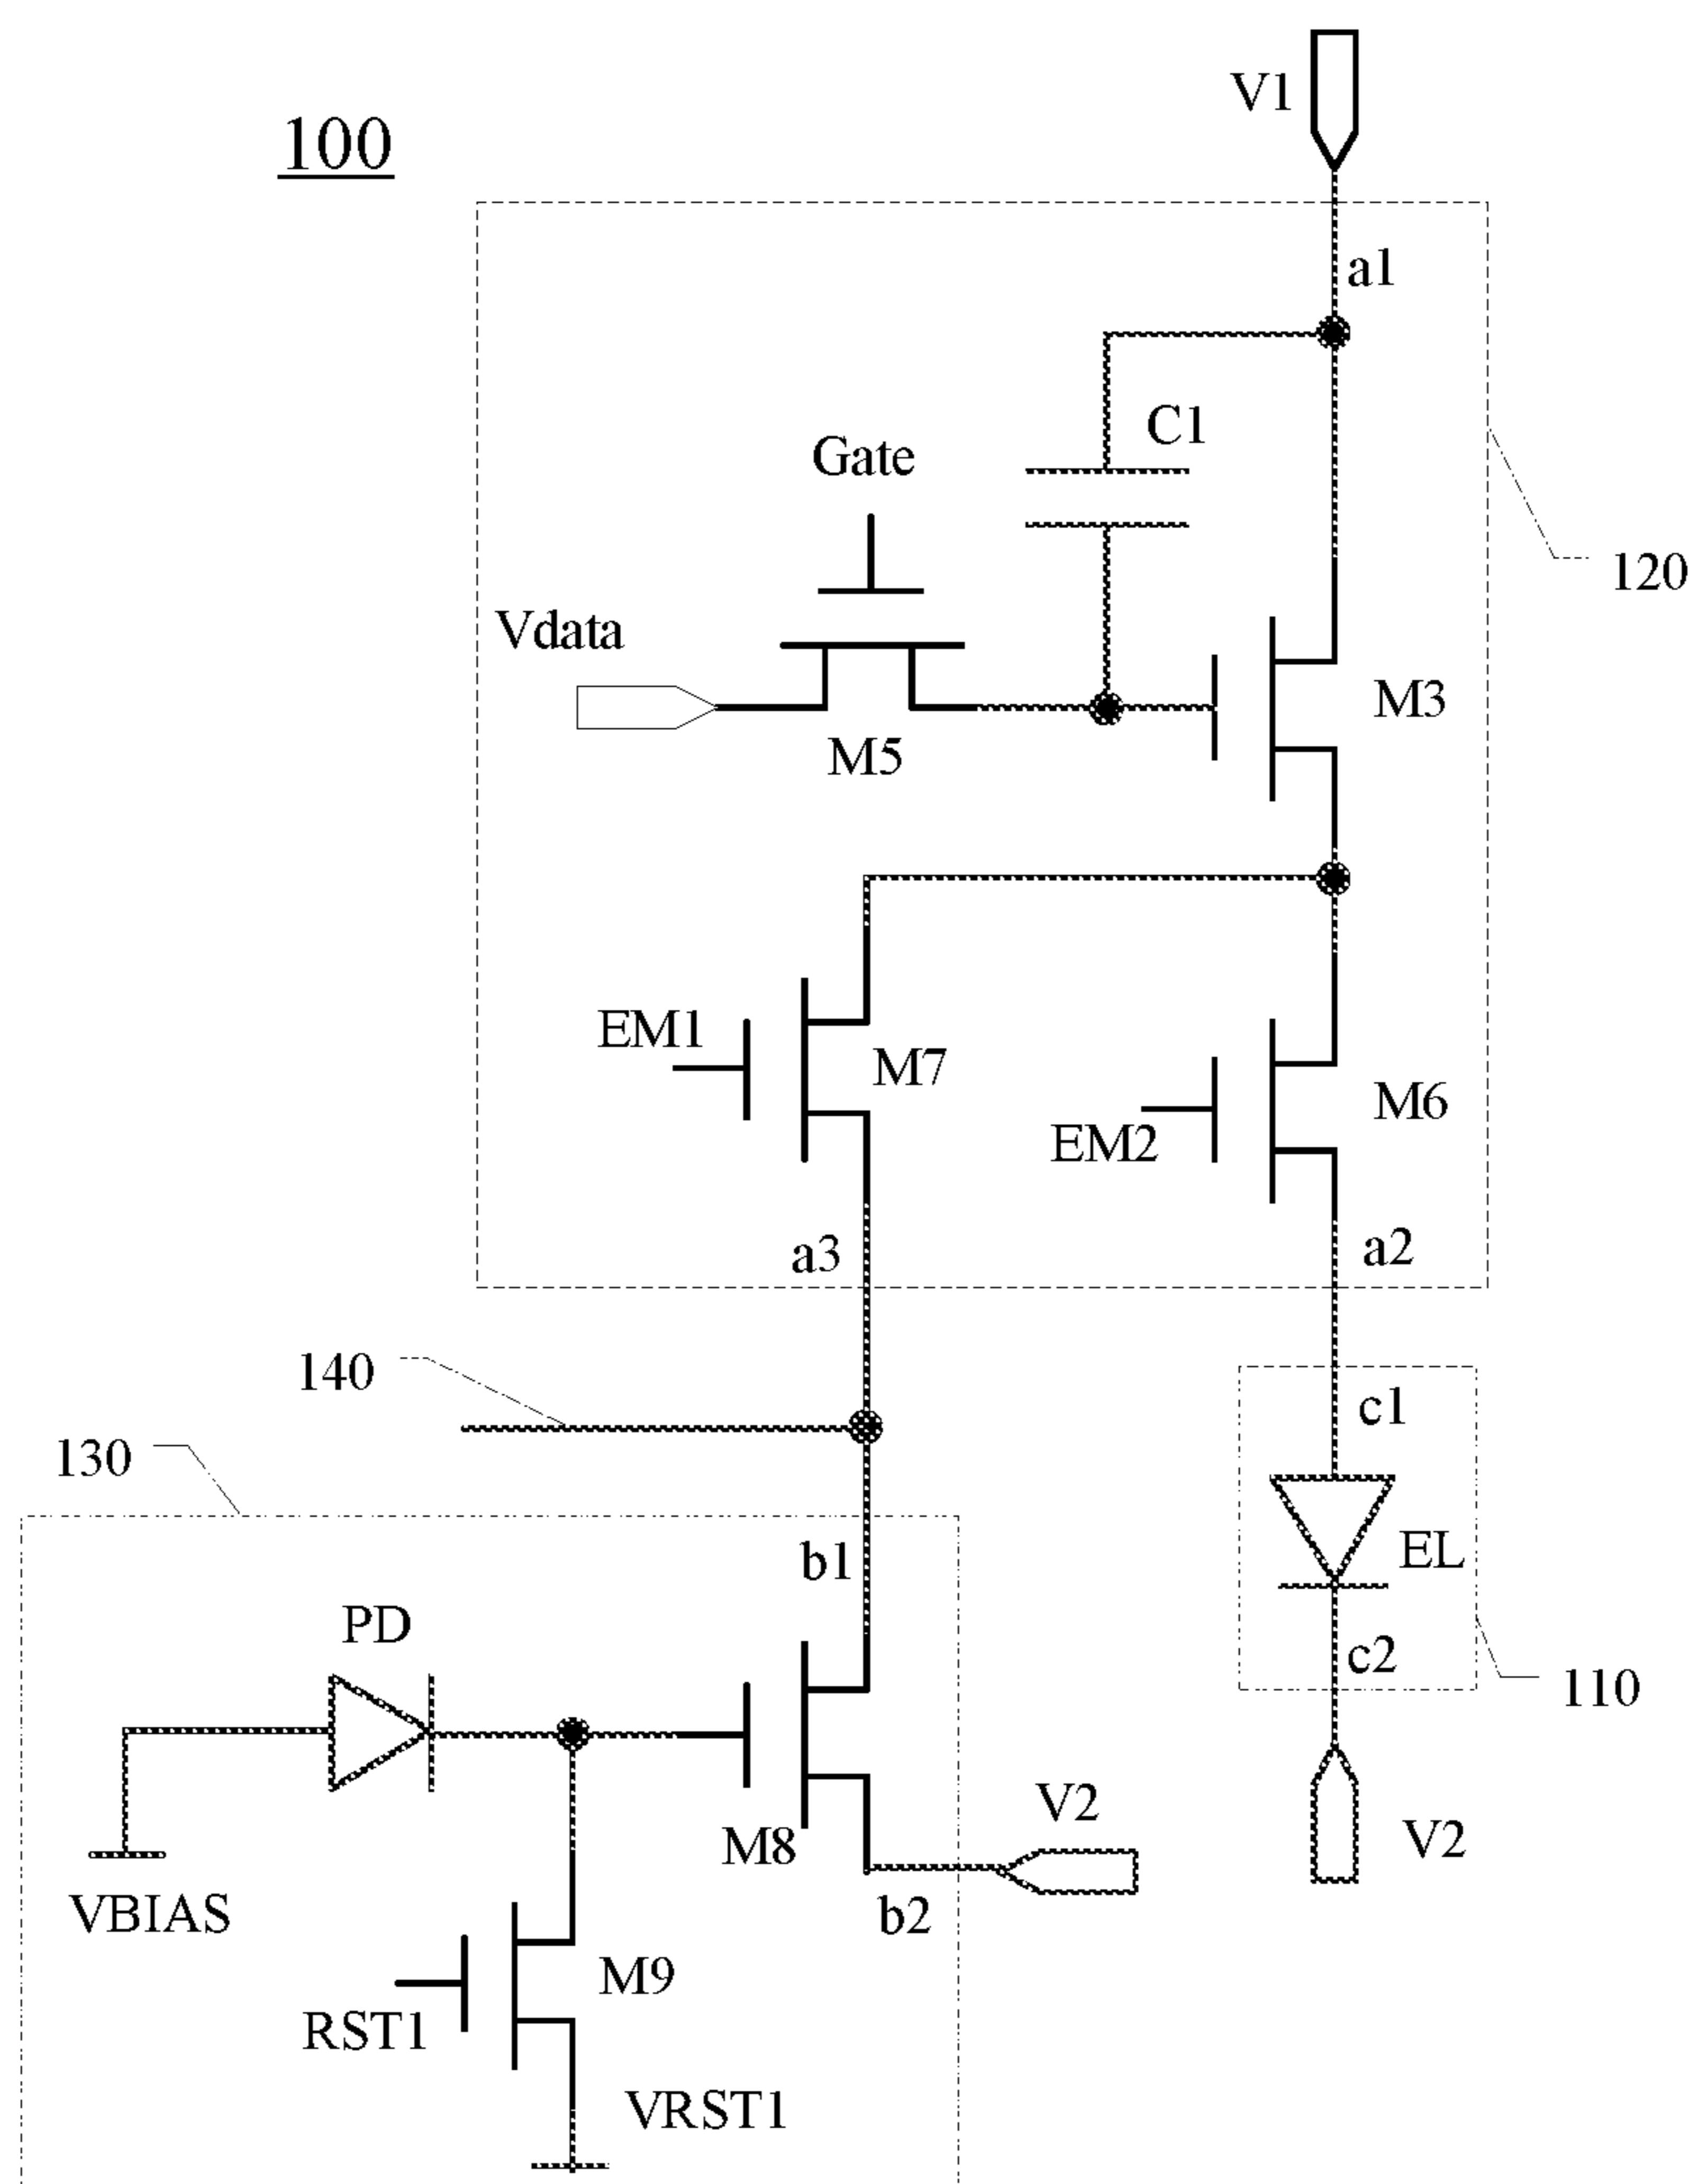 V1
100
a1
C1
Gate
120
Vdata
M3
M5
EM1
M7
M6
EM2
a3
a2
140
c1
130
b1
EL
PD
c2
110
V2
M8
V2
VBIAS
b2
M9
RST1
VRST1